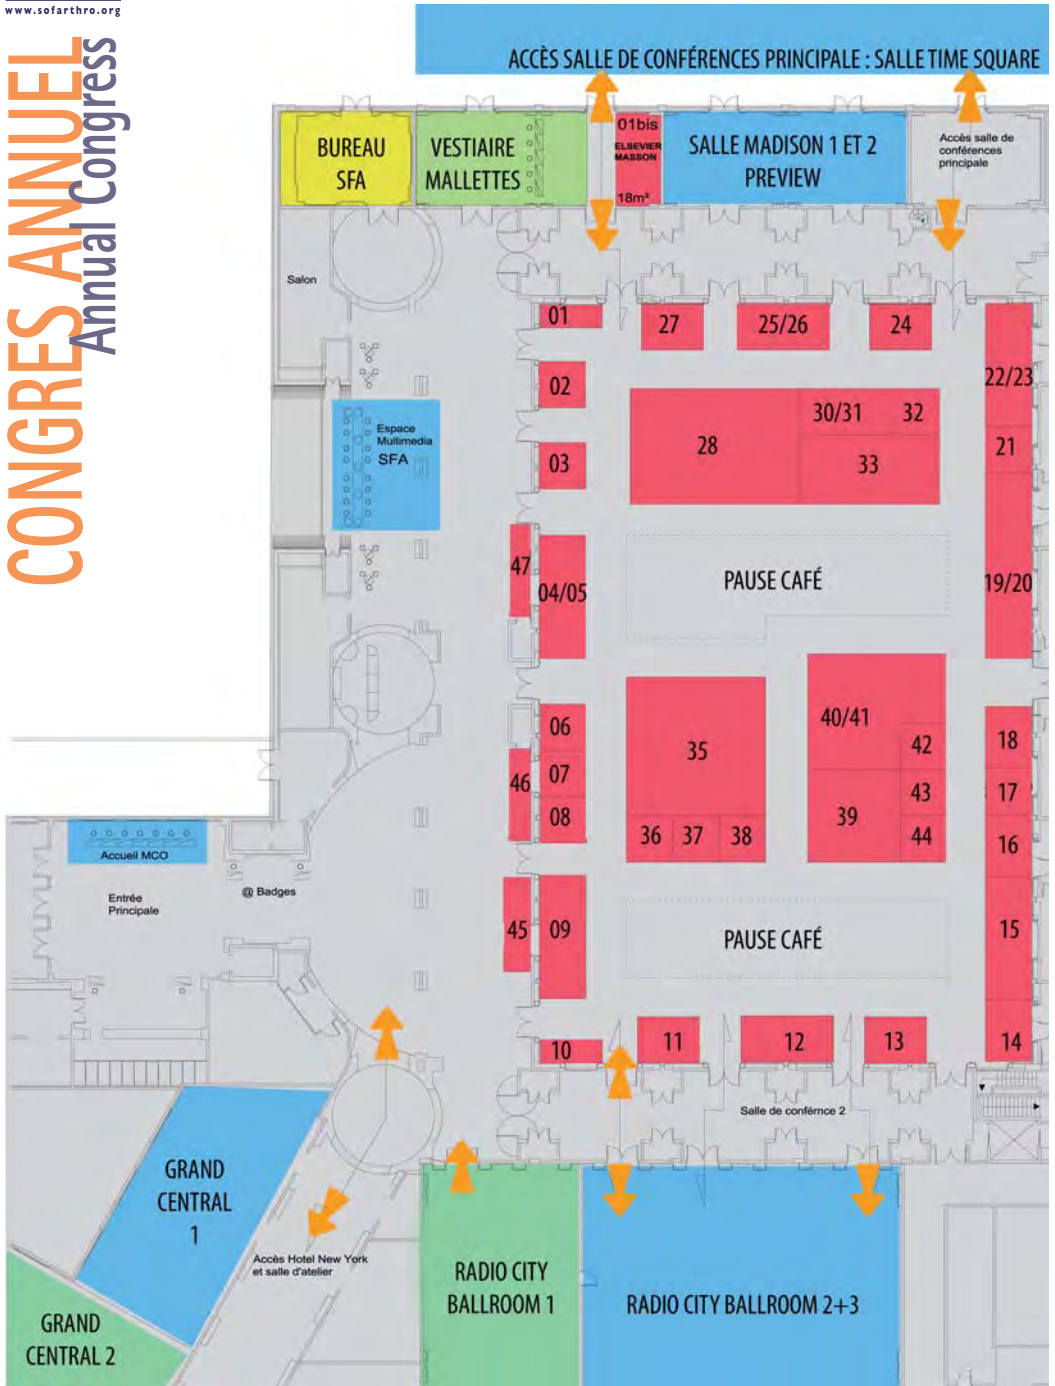 www.sofarthro.org
CONGRES ANNUEL
Annual Congress
ACCÈS SALLE DE CONFÉRENCES PRINCIPALE : SALLE TIME SQUARE
BUREAU
SFA
VESTIAIRE
MALLETTES
01bis
ELSEVIER
MASSON
18m²
SALLE MADISON 1 ET 2
PREVIEW
Accès salle de
conférences
principale
Salon
01
27
25/26
24
22/23
02
30/31
32
28
33
21
03
Espace
Multimedia
SFA
47
04/05
PAUSE CAFÉ
19/20
06
40/41
35
42
18
07
46
43
17
08
36
37
38
39
44
16
Accueil MCO
Entrée
Principale
@ Badges
45
09
PAUSE CAFÉ
15
10
11
12
13
14
Salle de conférnce 2
GRAND
CENTRAL
1
Accès Hotel New York
et salle d'atelier
RADIO CITY
BALLROOM 1
RADIO CITY BALLROOM 2+3
GRAND
CENTRAL 2